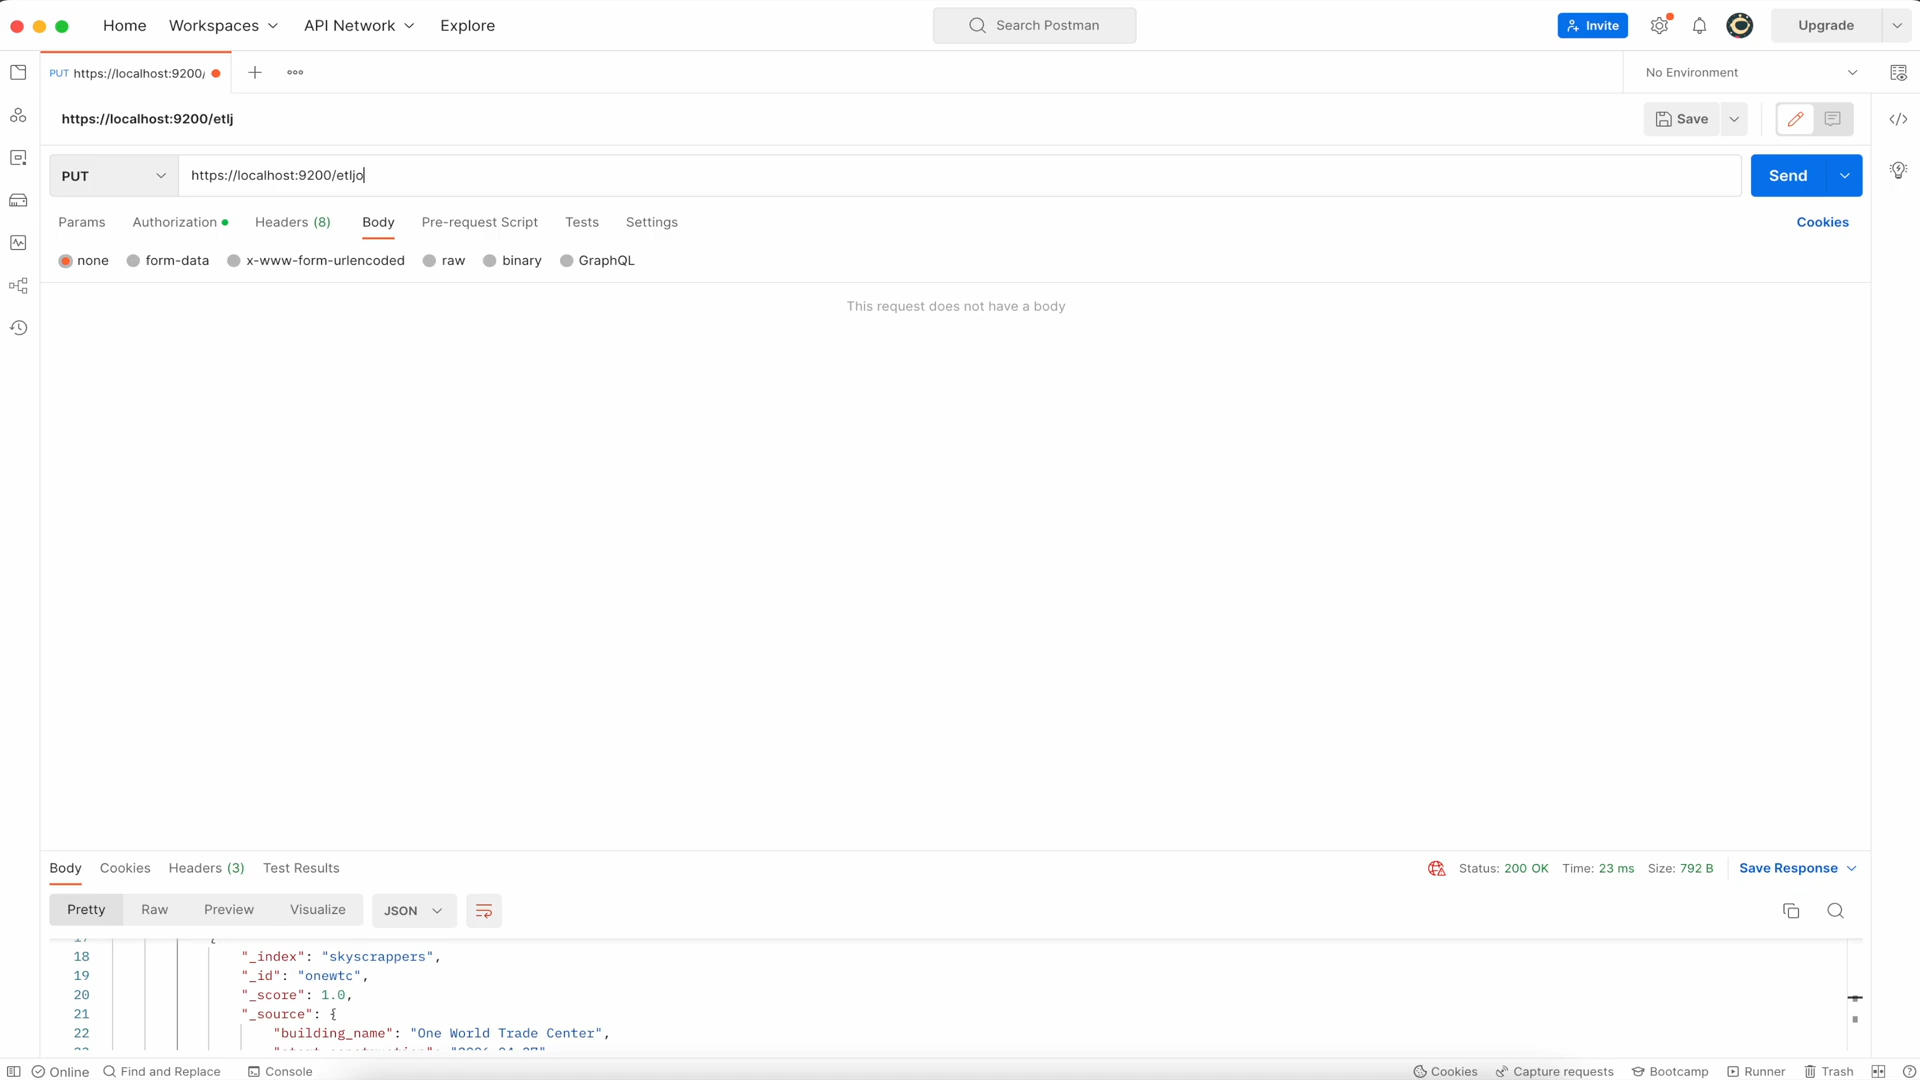 Home Workspaces API Network Explore Search Postman Invite Upgrade
PUT https://localhost:9200/ No Environment
https://localhost:9200/etlj Save
PUT https://localhost:9200/etljo Send
Params Authorization Headers (8) Body Pre-request Script Tests Settings Cookies
none form-data x-www-form-urlencoded raw binary GraphQL
This request does not have a body
Body Cookies Headers (3) Test Results Status: 200 OK Time: 23 ms Size: 792 B Save Response
Pretty Raw Preview Visualize JSON
17 {
18 "_index": "skyscrappers",
19 "_id": "onewtc",
20 "_score": 1.0,
21 "_source": {
22 "building_name": "One World Trade Center",
Online Find and Replace Console Cookies Capture requests Bootcamp Runner Trash